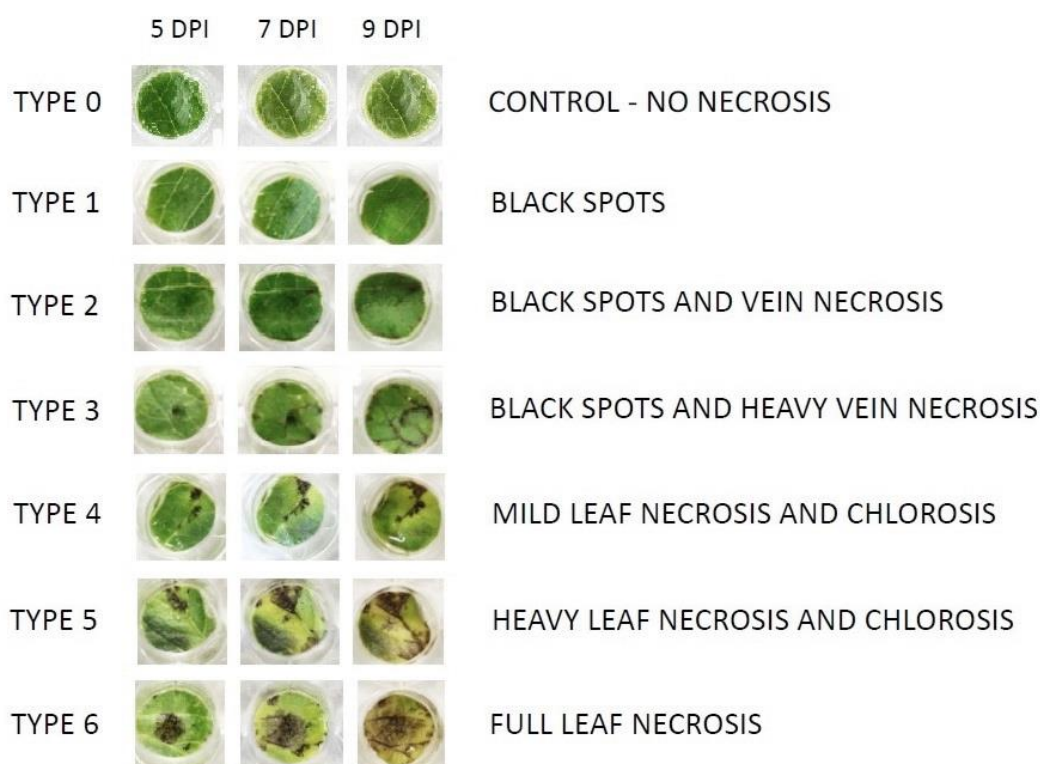 5 DPI 7 DPI 9 DPI
TYPE 0 CONTROL - NO NECROSIS
TYPE 1 BLACK SPOTS
TYPE 2 BLACK SPOTS AND VEIN NECROSIS
TYPE 3 BLACK SPOTS AND HEAVY VEIN NECROSIS
TYPE 4 MILD LEAF NECROSIS AND CHLOROSIS
TYPE 5 HEAVY LEAF NECROSIS AND CHLOROSIS
TYPE 6 FULL LEAF NECROSIS